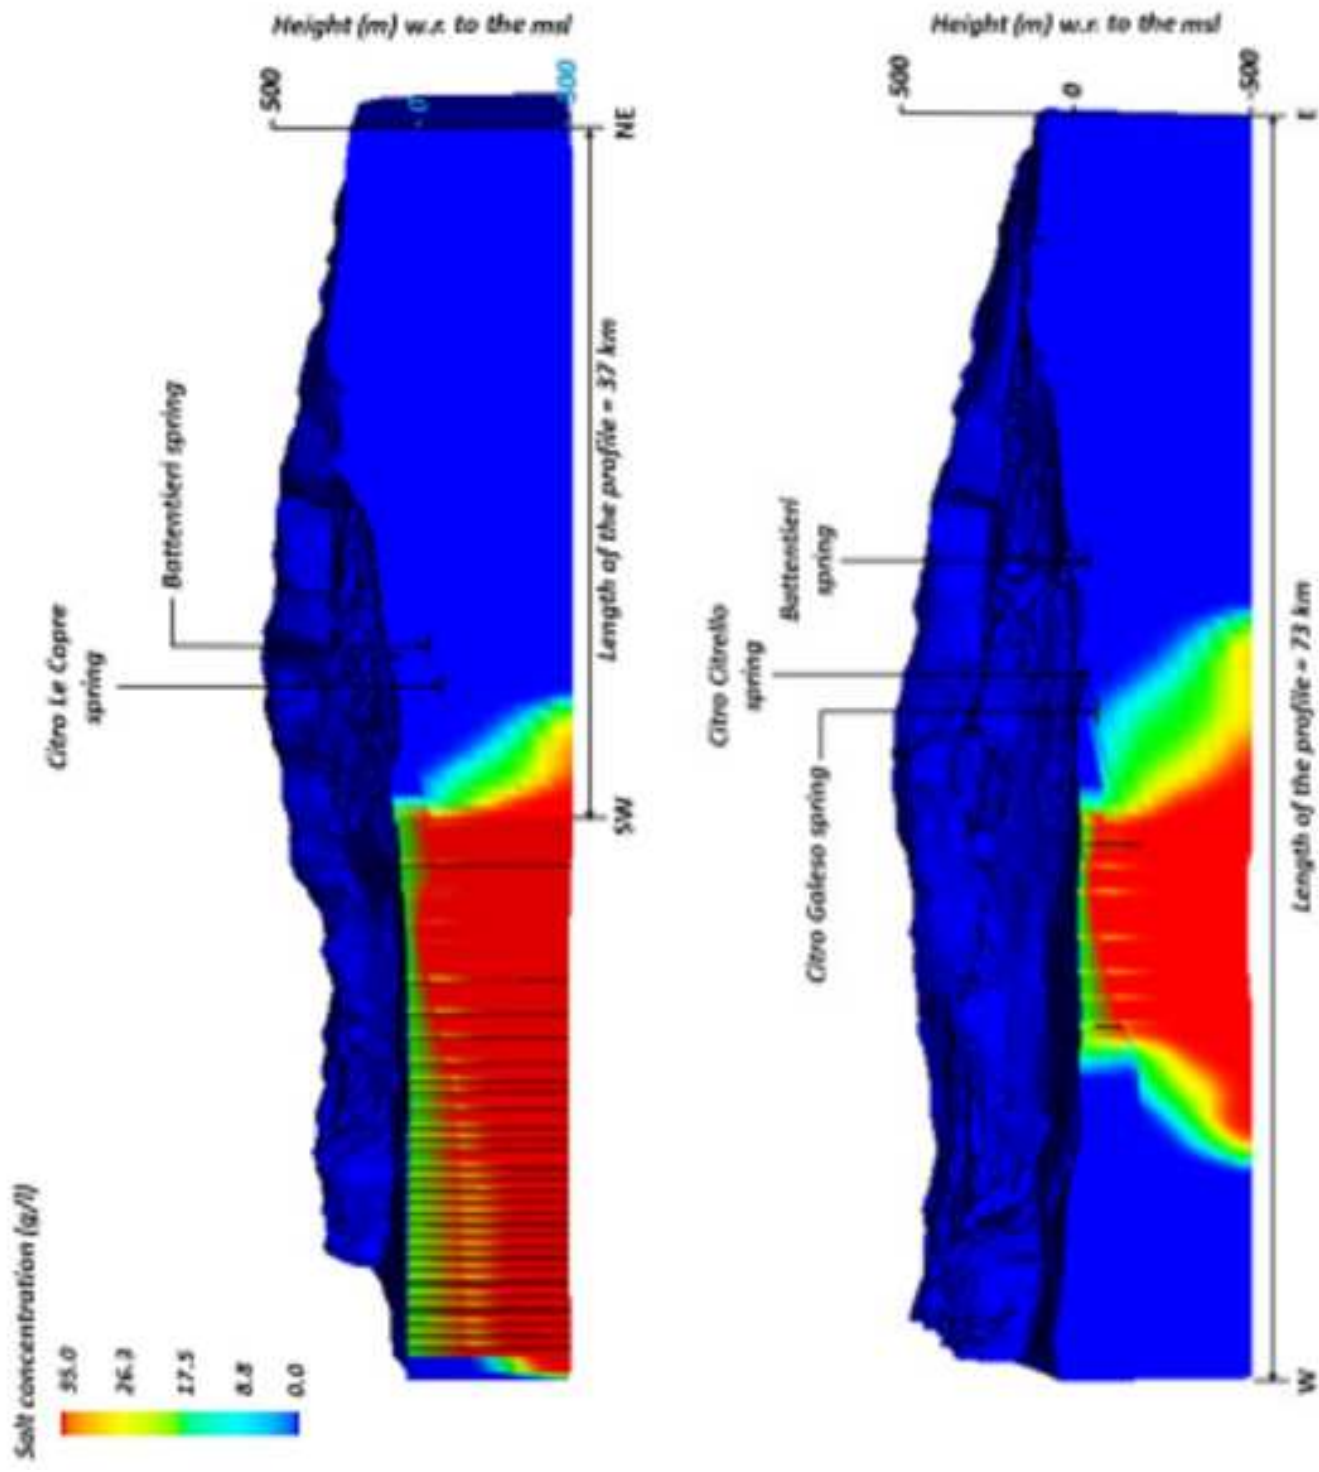 Salt concentration (g/l)
35.0
26.3
17.5
8.8
0.0
Citro Le Copre
spring
Battentieri spring
Height (m) w.r. to the msl
500
0
-500
SW
NE
Length of the profile = 37 km
Citro Galeso spring
Citro Citrello
spring
Battentieri
spring
Height (m) w.r. to the msl
500
0
-500
W
E
Length of the profile = 73 km